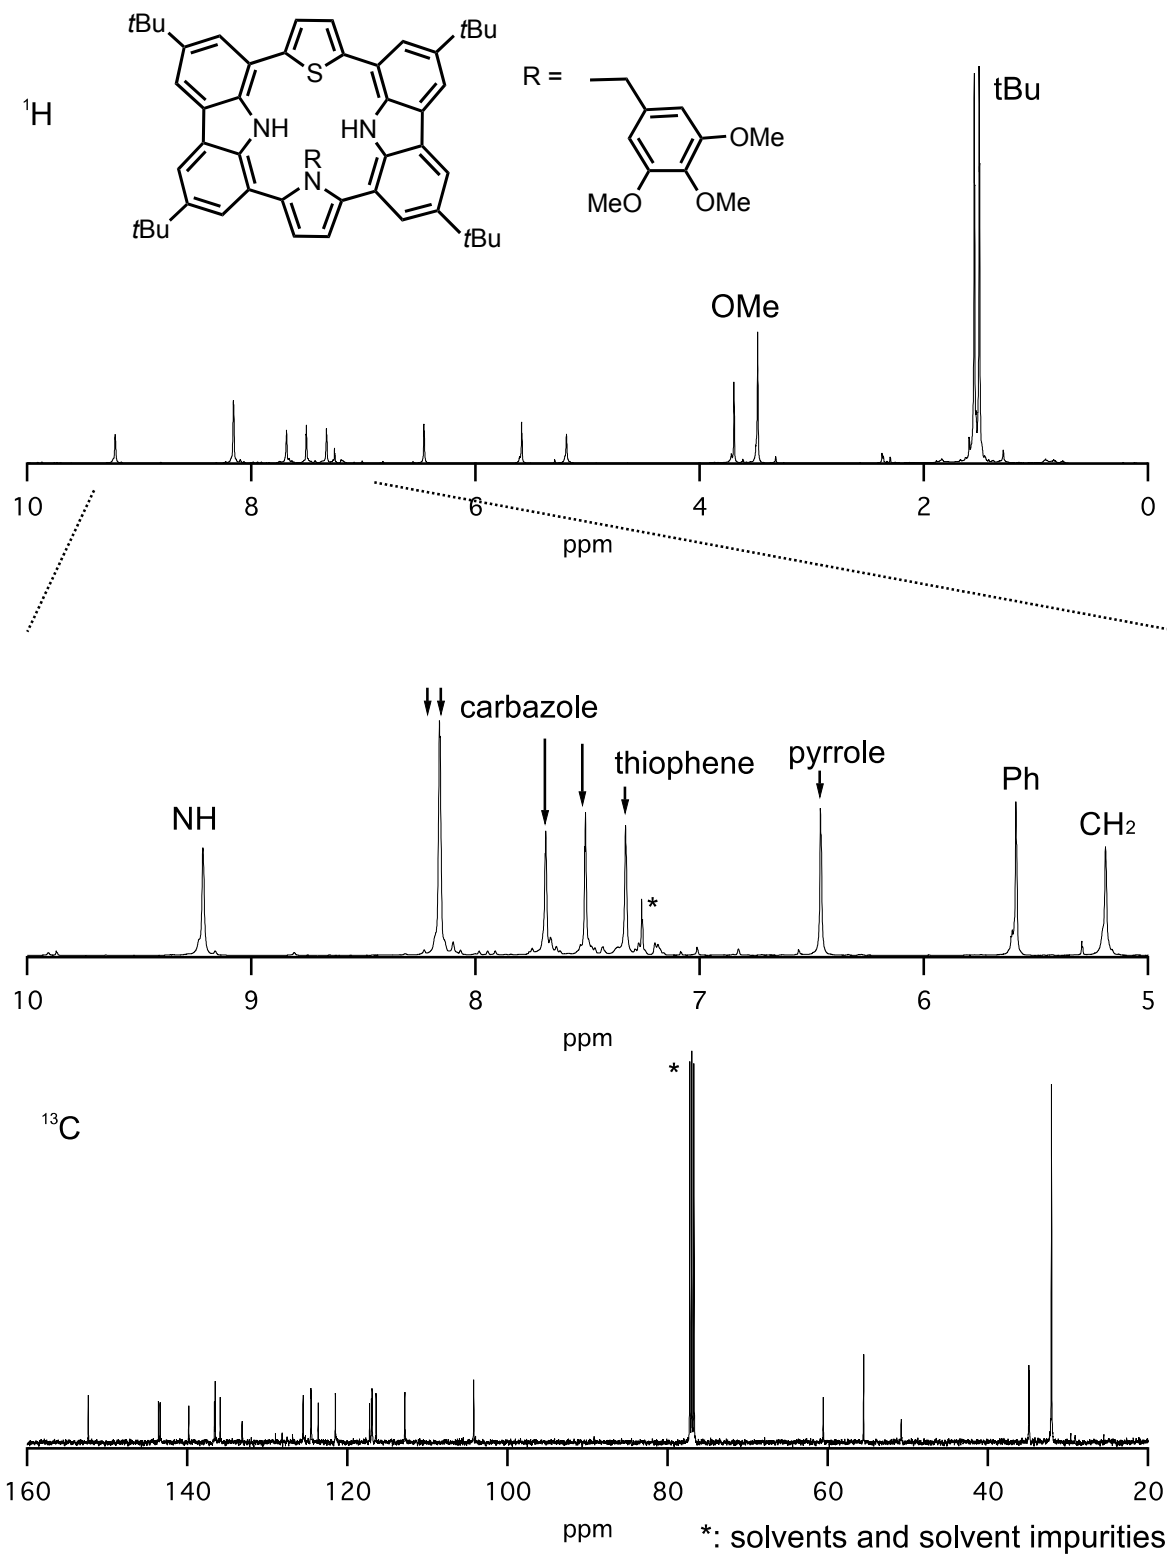 tBu
tBu
S
R =
¹H
NH
HN
R
N
OMe
MeO
OMe
tBu
tBu
tBu
OMe
10 8 6 4 2 0
ppm
carbazole
thiophene
pyrrole
NH
Ph
CH₂
*
10 9 8 7 6 5
ppm
*
¹³C
160 140 120 100 80 60 40 20
ppm
*: solvents and solvent impurities